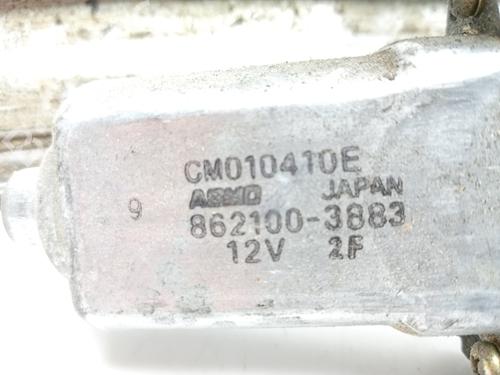 CM010410E
ASMO JAPAN
9
862100-3883
12V 2F